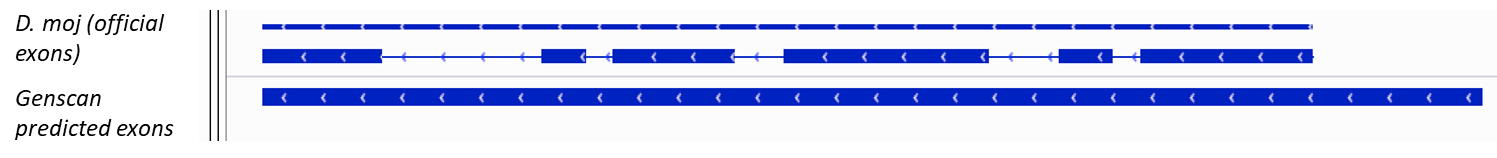 D. moj (official
exons)
Genscan
predicted exons